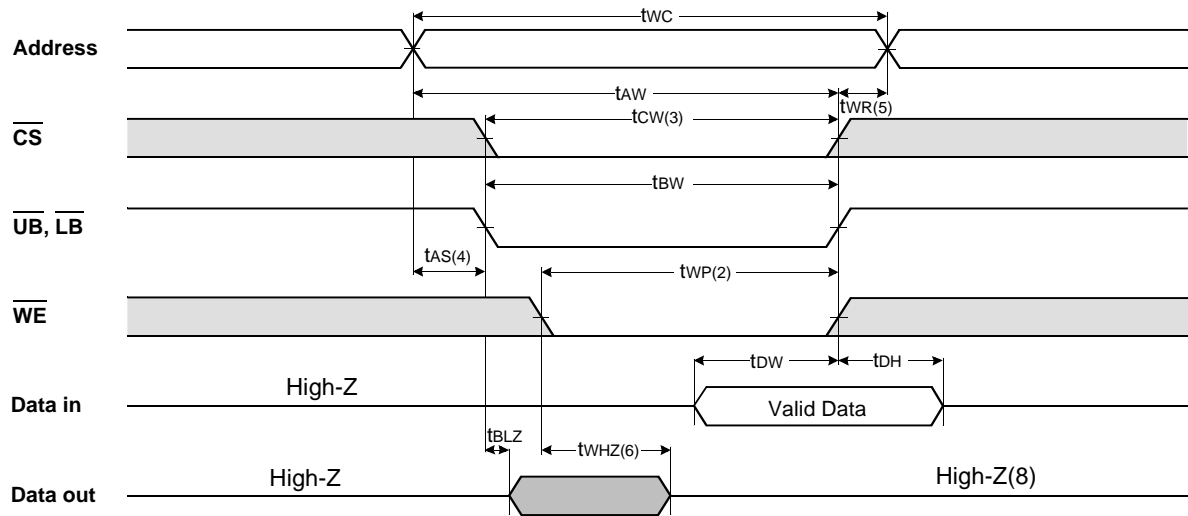 tWC
Address
tAW
tWR(5)
CS
tCW(3)
tBW
UB, LB
tAS(4)
tWP(2)
WE
tDW
tDH
High-Z
Data in
Valid Data
tBLZ
tWHZ(6)
High-Z
High-Z(8)
Data out